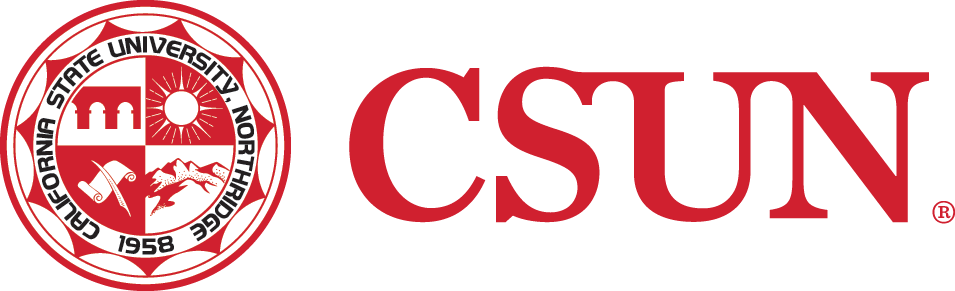 CALIFORNIA STATE UNIVERSITY, NORTHRIDGE
1958
CSUN®